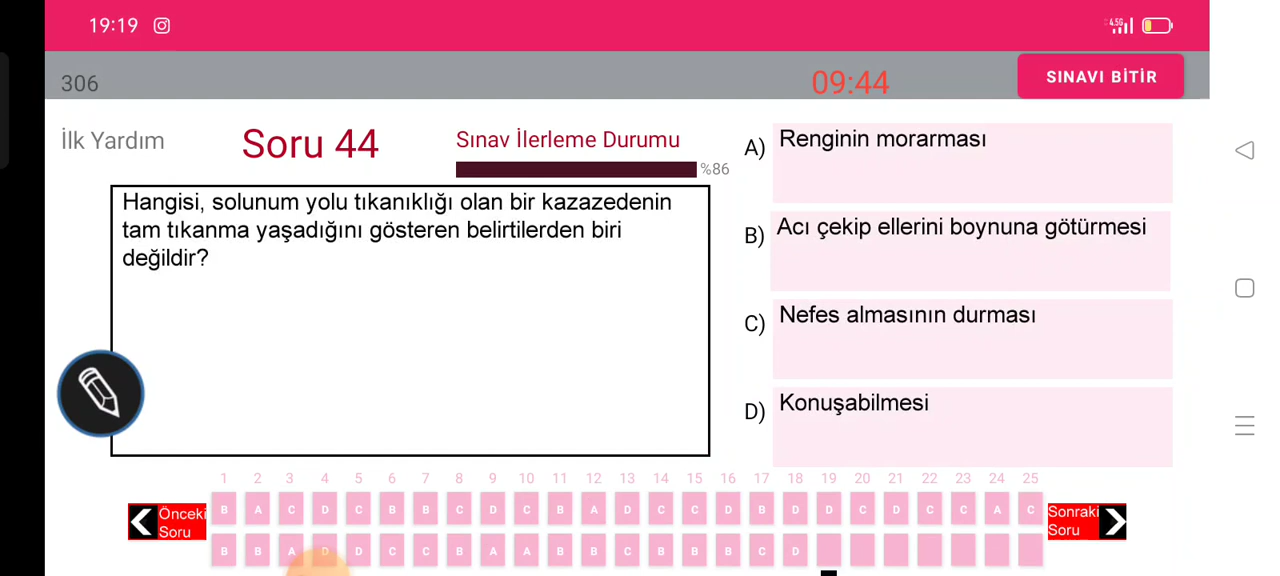 19:19 4.5G
306 09:44 SINAVI BİTİR
İlk Yardım Soru 44 Sınav İlerleme Durumu %86
Hangisi, solunum yolu tıkanıklığı olan bir kazazedenin
tam tıkanma yaşadığını gösteren belirtilerden biri
değildir?
A) Renginin morarması
B) Acı çekip ellerini boynuna götürmesi
C) Nefes almasının durması
D) Konuşabilmesi
1 2 3 4 5 6 7 8 9 10 11 12 13 14 15 16 17 18 19 20 21 22 23 24 25
B A C D C B B C D C B A D C C D B D D C D C C A C
B B A D D C C B A A B B C B B B C D
Önceki
Soru
Sonraki
Soru